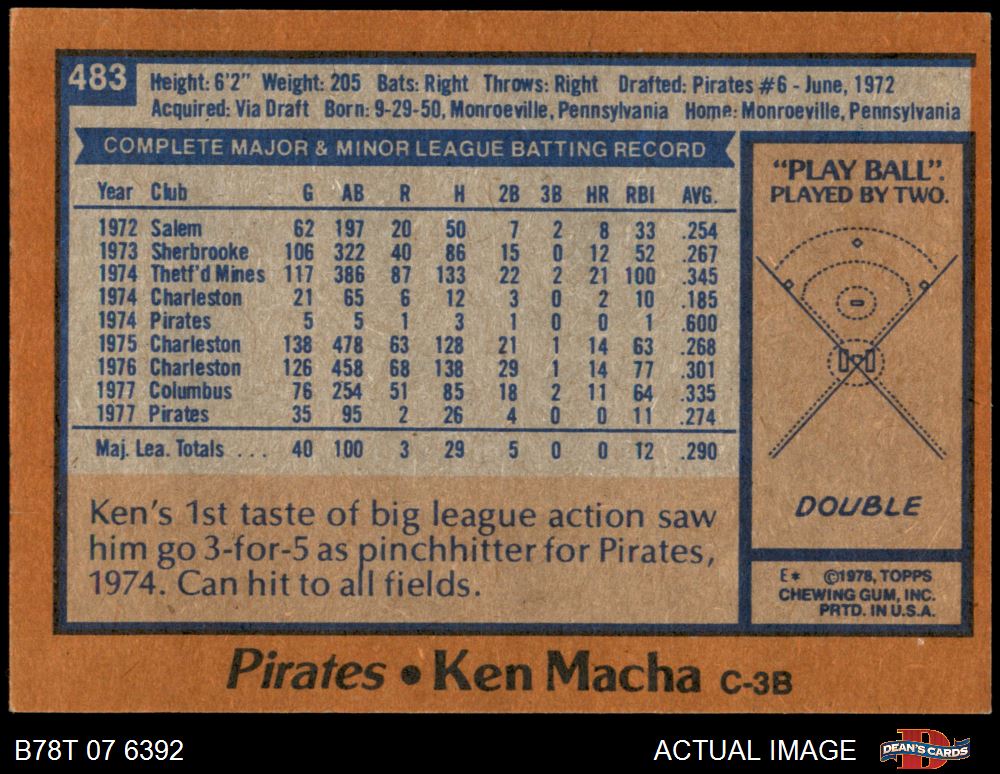 483
Height: 6'2" Weight: 205 Bats: Right Throws: Right Drafted: Pirates #6 - June, 1972
Acquired: Via Draft Born: 9-29-50, Monroeville, Pennsylvania Home: Monroeville, Pennsylvania
COMPLETE MAJOR & MINOR LEAGUE BATTING RECORD
Year Club G AB R H 2B 3B HR RBI AVG.
1972 Salem 62 197 20 50 7 2 8 33 .254
1973 Sherbrooke 106 322 40 86 15 0 12 52 .267
1974 Thetf'd Mines 117 386 87 133 22 2 21 100 .345
1974 Charleston 21 65 6 12 3 0 2 10 .185
1974 Pirates 5 5 1 3 1 0 0 1 .600
1975 Charleston 138 478 63 128 21 1 14 63 .268
1976 Charleston 126 458 68 138 29 1 14 77 .301
1977 Columbus 76 254 51 85 18 2 11 64 .335
1977 Pirates 35 95 2 26 4 0 0 11 .274
Maj. Lea. Totals . . . 40 100 3 29 5 0 0 12 .290
Ken's 1st taste of big league action saw
him go 3-for-5 as pinchhitter for Pirates,
1974. Can hit to all fields.
"PLAY BALL".
PLAYED BY TWO.
DOUBLE
E* ©1978, TOPPS
CHEWING GUM, INC.
PRTD. IN U.S.A.
Pirates • Ken Macha C-3B
B78T 07 6392
ACTUAL IMAGE
DEAN'S CARDS